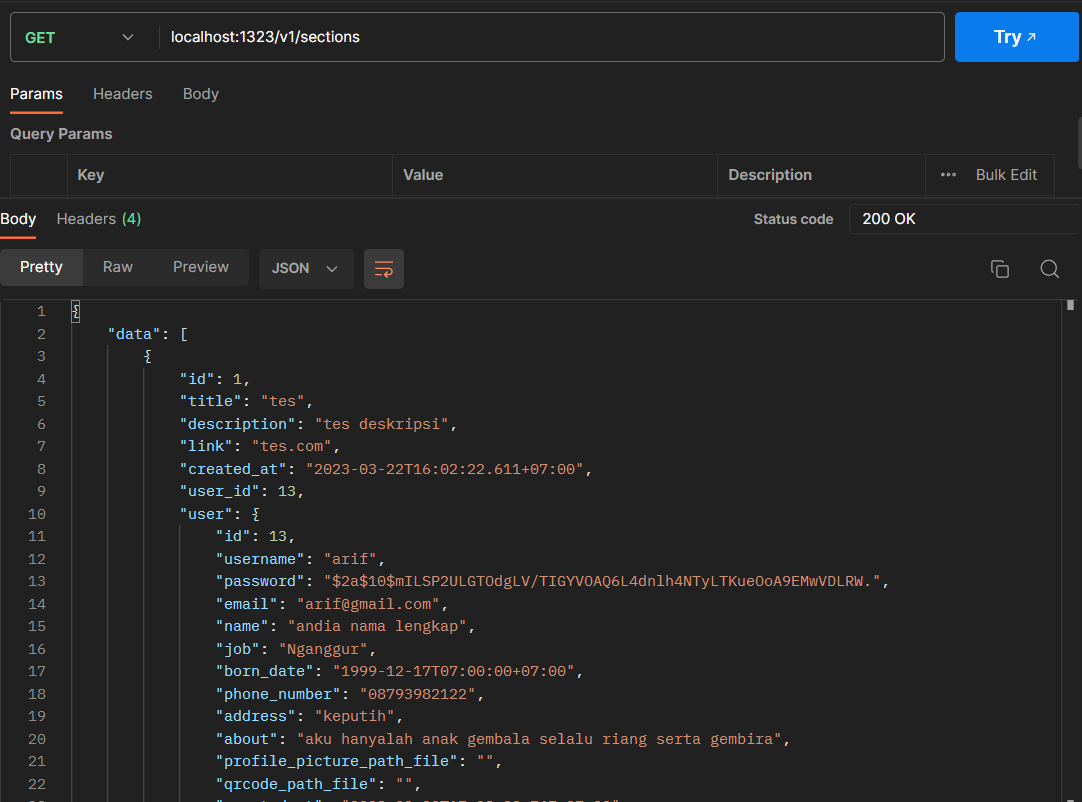 GET localhost:1323/v1/sections Try ↗
Params Headers Body
Query Params
Key Value Description ••• Bulk Edit
Body Headers (4) Status code 200 OK
Pretty Raw Preview JSON
1 {
2 "data": [
3 {
4 "id": 1,
5 "title": "tes",
6 "description": "tes deskripsi",
7 "link": "tes.com",
8 "created_at": "2023-03-22T16:02:22.611+07:00",
9 "user_id": 13,
10 "user": {
11 "id": 13,
12 "username": "arif",
13 "password": "$2a$10$mILSP2ULGTOdgLV/TIGYVOAQ6L4dnlh4NTyLTKueOoA9EMwVDLRW.",
14 "email": "arif@gmail.com",
15 "name": "andia nama lengkap",
16 "job": "Nganggur",
17 "born_date": "1999-12-17T07:00:00+07:00",
18 "phone_number": "08793982122",
19 "address": "keputih",
20 "about": "aku hanyalah anak gembala selalu riang serta gembira",
21 "profile_picture_path_file": "",
22 "qrcode_path_file": "",